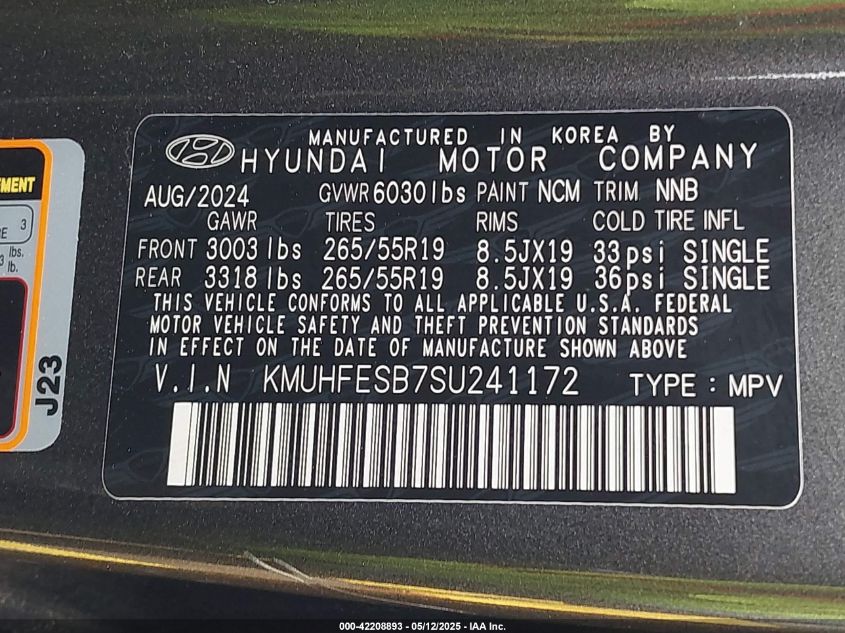 MANUFACTURED IN KOREA BY
HYUNDAI MOTOR COMPANY
AUG/2024 GVWR 6030lbs PAINT NCM TRIM NNB
GAWR TIRES RIMS COLD TIRE INFL
FRONT 3003 lbs 265/55R19 8.5JX19 33psi SINGLE
REAR 3318 lbs 265/55R19 8.5JX19 36psi SINGLE
THIS VEHICLE CONFORMS TO ALL APPLICABLE U.S.A. FEDERAL
MOTOR VEHICLE SAFETY AND THEFT PREVENTION STANDARDS
IN EFFECT ON THE DATE OF MANUFACTURE SHOWN ABOVE
V.I.N KMUHFESB7SU241172 TYPE : MPV
3
lbs.
lb.
J23
000-42208893 - 05/12/2025 - IAA Inc.